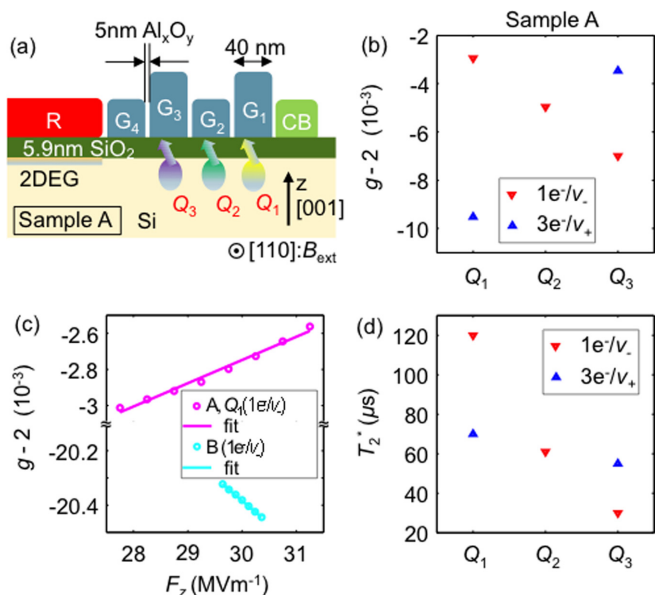 (a)
5nm AlₓOᵧ
40 nm
R
G₄
G₃
G₂
G₁
CB
5.9nm SiO₂
2DEG
Q₃
Q₂
Q₁
z
[001]
Sample A
Si
⊙ [110]:Bₑₓₜ
Sample A
(b)
g - 2 (10⁻³)
-2
-4
-6
-8
-10
1e⁻/v₋
3e⁻/v₊
Q₁ Q₂ Q₃
(c)
g - 2 (10⁻³)
-2.6
-2.8
-3
-20.2
-20.4
A, Q₁(1e⁻/v₋)
fit
B (1e⁻/v₋)
fit
28 29 30 31
F_z (MVm⁻¹)
(d)
T₂* (µs)
120
100
80
60
40
20
1e⁻/v₋
3e⁻/v₊
Q₁ Q₂ Q₃